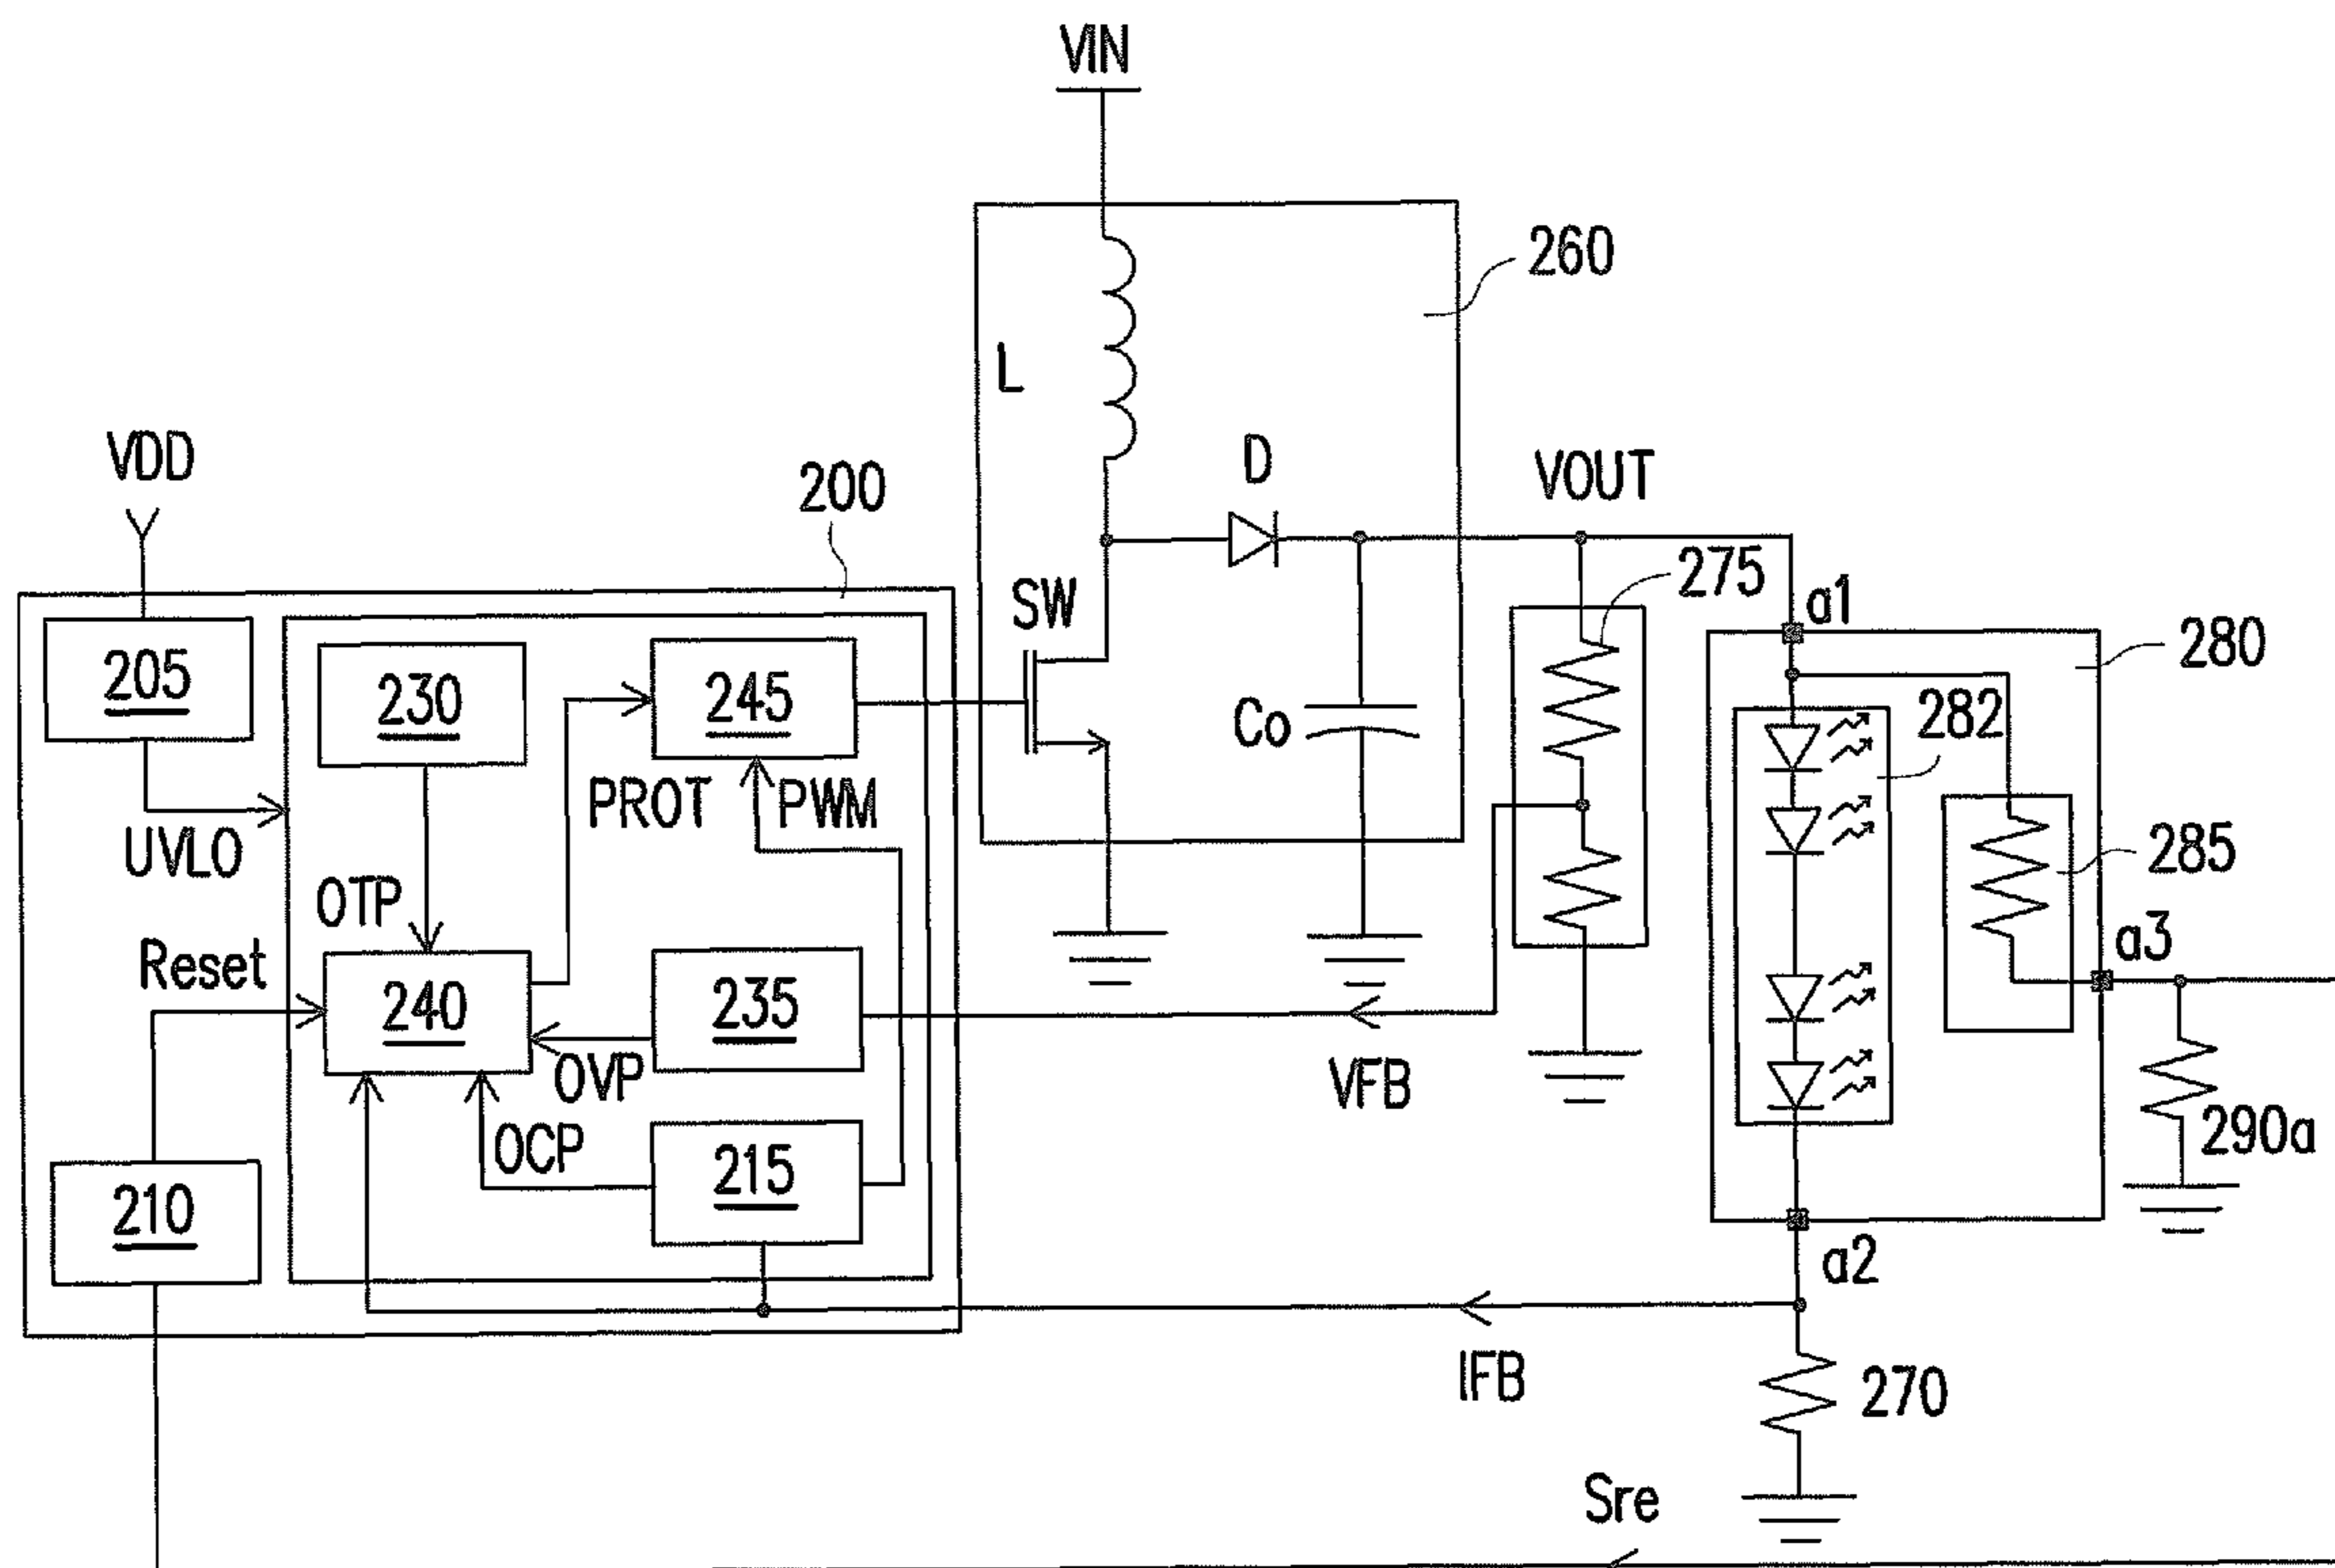 VIN
260
L
VDD
200
D
VOUT
275
SW
a1
280
205
230
245
282
Co
PROT
PWM
UVLO
285
OTP
a3
Reset
240
235
OVP
VFB
290a
OCP
215
210
a2
IFB
270
Sre